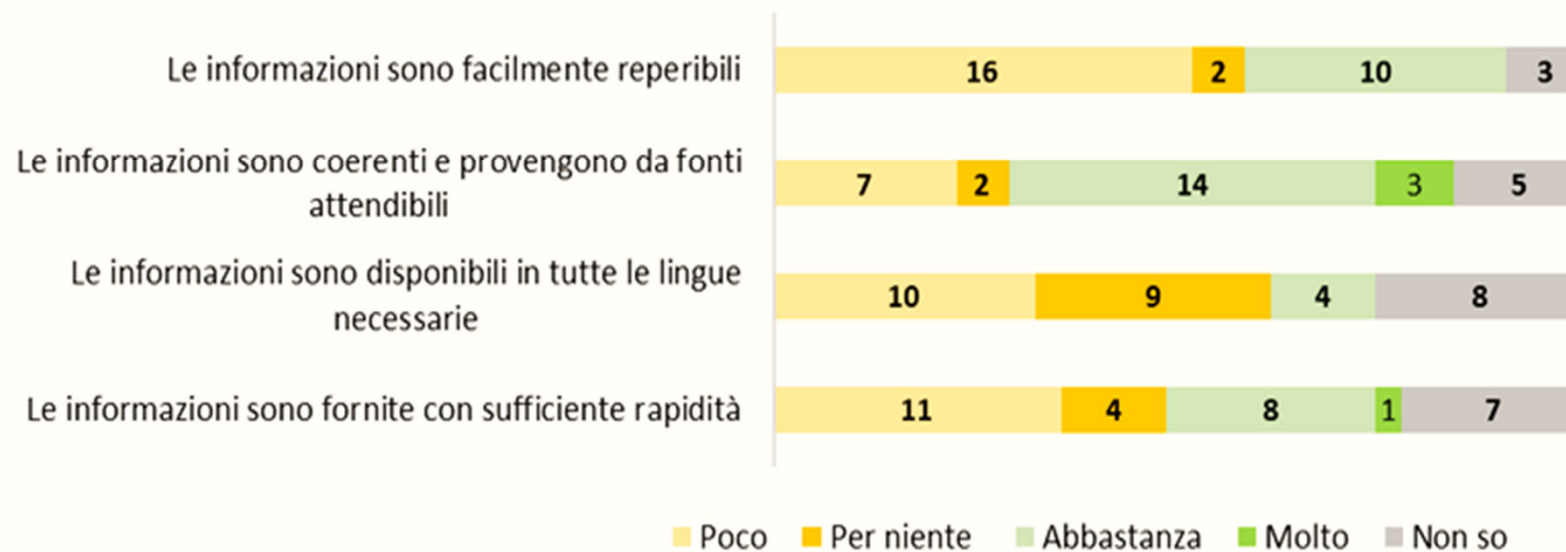 Le informazioni sono facilmente reperibili
16 2 10 3
Le informazioni sono coerenti e provengono da fonti
attendibili
7 2 14 3 5
Le informazioni sono disponibili in tutte le lingue
necessarie
10 9 4 8
Le informazioni sono fornite con sufficiente rapidità
11 4 8 1 7
Poco Per niente Abbastanza Molto Non so